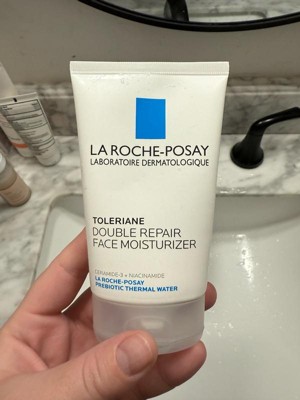 LA ROCHE-POSAY
LABORATOIRE DERMATOLOGIQUE
TOLERIANE
DOUBLE REPAIR
FACE MOISTURIZER
CERAMIDE-3 + NIACINAMIDE
LA ROCHE-POSAY
PREBIOTIC THERMAL WATER